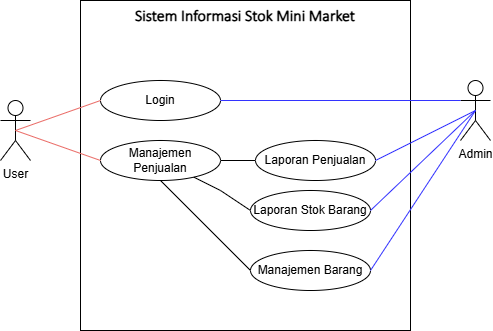 Sistem Informasi Stok Mini Market
Login
Manajemen
Penjualan
Laporan Penjualan
Laporan Stok Barang
Manajemen Barang
User
Admin